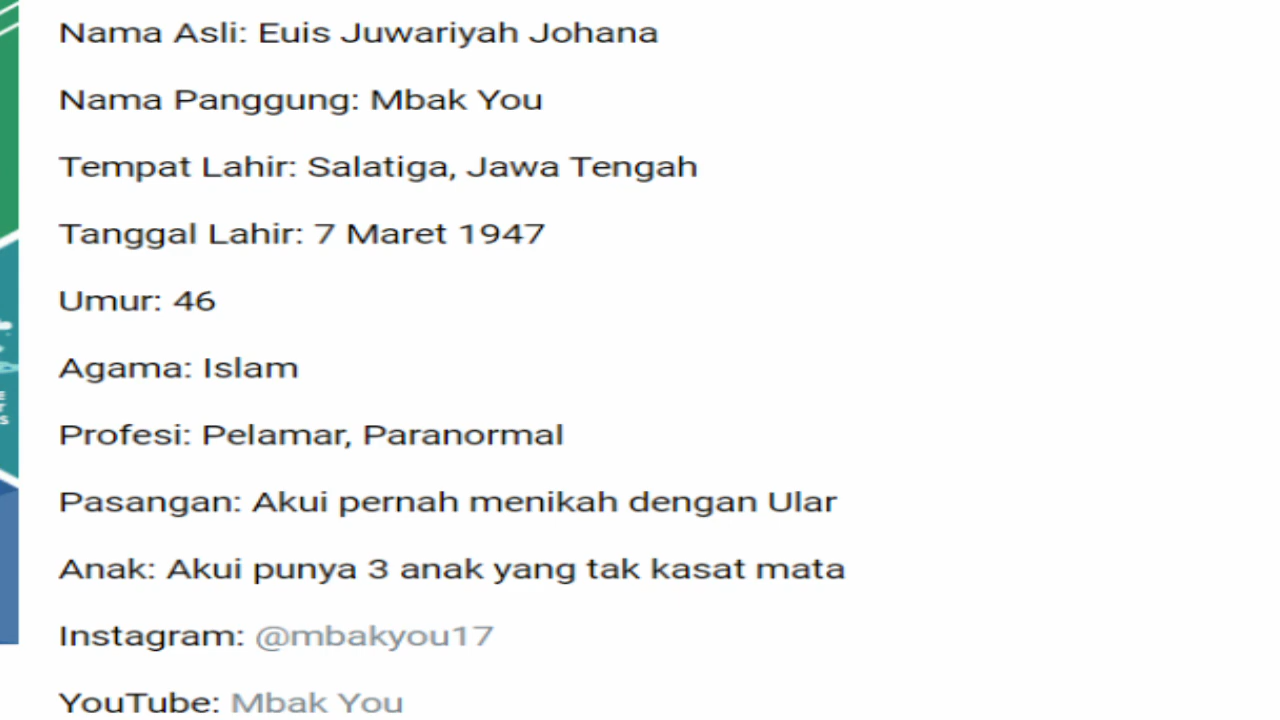 Nama Asli: Euis Juwariyah Johana
Nama Panggung: Mbak You
Tempat Lahir: Salatiga, Jawa Tengah
Tanggal Lahir: 7 Maret 1947
Umur: 46
Agama: Islam
Profesi: Pelamar, Paranormal
Pasangan: Akui pernah menikah dengan Ular
Anak: Akui punya 3 anak yang tak kasat mata
Instagram: @mbakyou17
YouTube: Mbak You